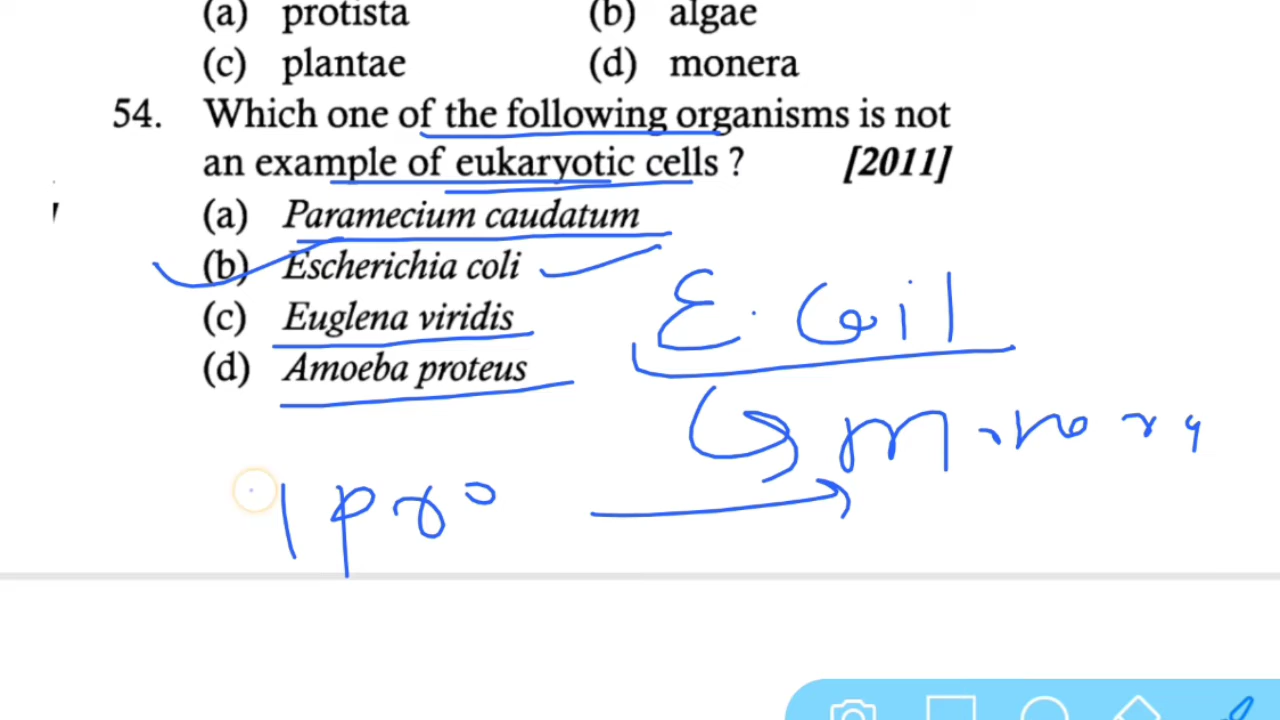 (a) protista (b) algae
(c) plantae (d) monera
54. Which one of the following organisms is not
an example of eukaryotic cells ? [2011]
(a) Paramecium caudatum
(b) Escherichia coli
(c) Euglena viridis
(d) Amoeba proteus
E. Coil
Monera
1 pro